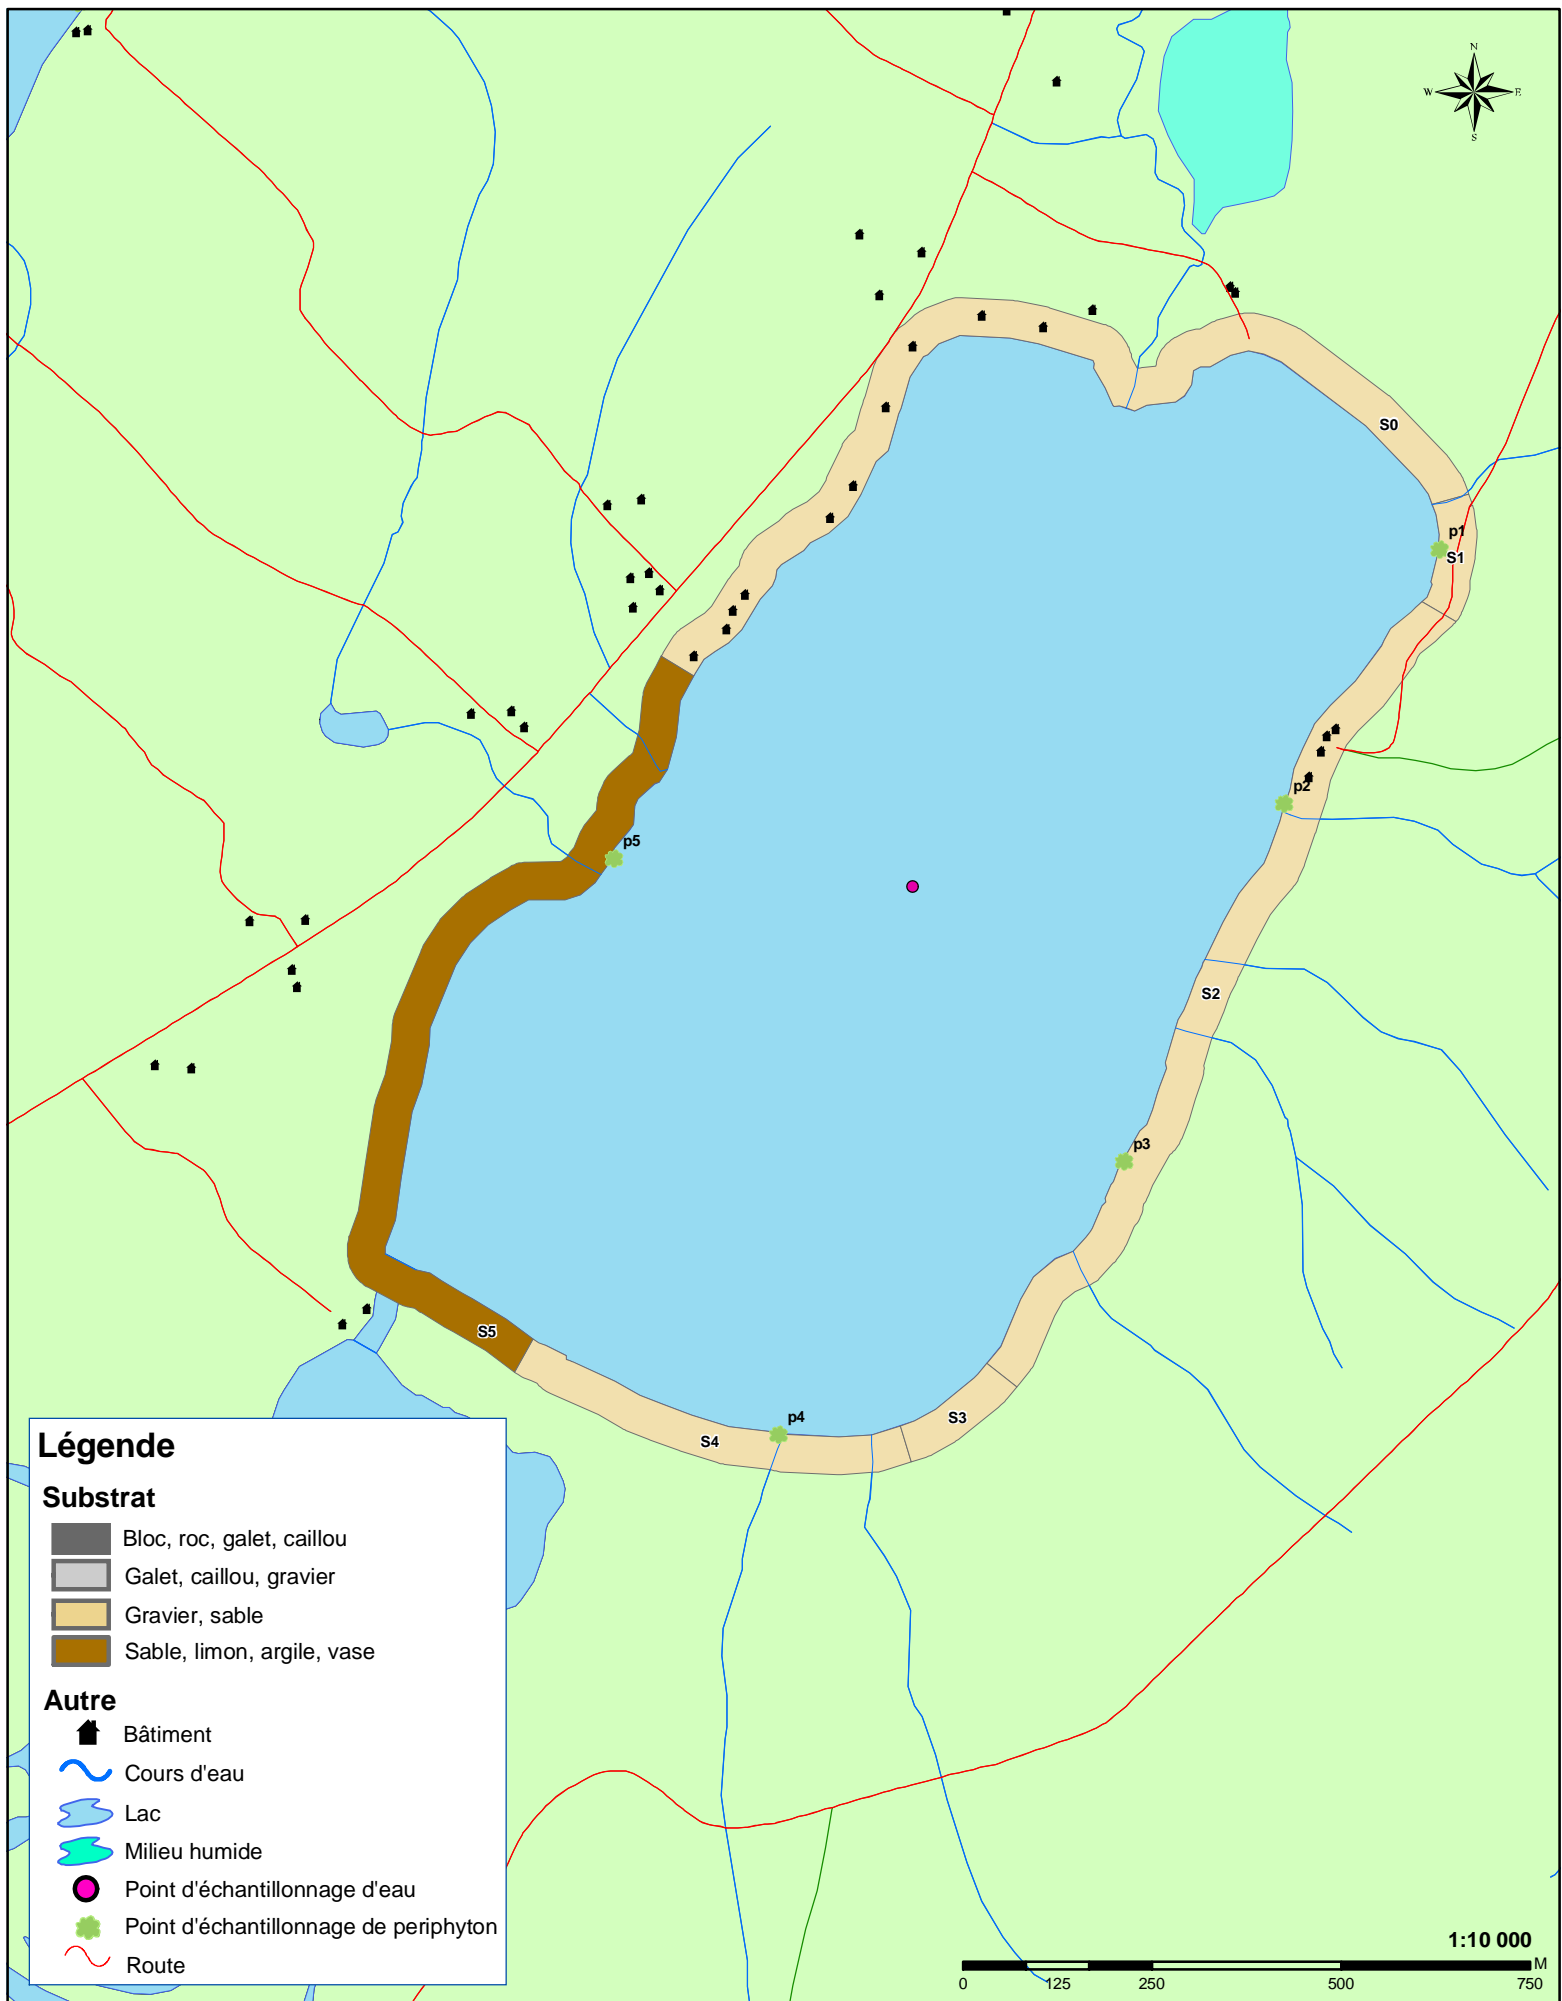 N
W E
S
S0
p1
S1
p2
p5
S2
p3
S5
p4
S3
S4
Légende
Substrat
Bloc, roc, galet, caillou
Galet, caillou, gravier
Gravier, sable
Sable, limon, argile, vase
Autre
Bâtiment
Cours d'eau
Lac
Milieu humide
Point d'échantillonnage d'eau
Point d'échantillonnage de periphyton
Route
1:10 000
M
0 125 250 500 750